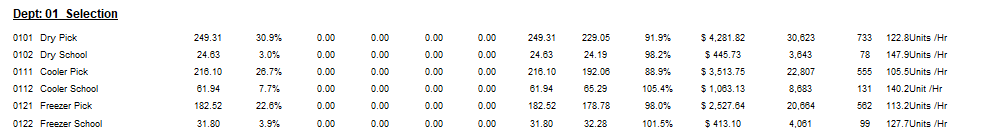 Dept: 01 Selection
0101 Dry Pick 249.31 30.9% 0.00 0.00 0.00 0.00 249.31 229.05 91.9% $ 4,281.82 30,623 733 122.8Units /Hr
0102 Dry School 24.63 3.0% 0.00 0.00 0.00 0.00 24.63 24.19 98.2% $ 445.73 3,643 78 147.9Units /Hr
0111 Cooler Pick 216.10 26.7% 0.00 0.00 0.00 0.00 216.10 192.06 88.9% $ 3,513.75 22,807 555 105.5Units /Hr
0112 Cooler School 61.94 7.7% 0.00 0.00 0.00 0.00 61.94 65.29 105.4% $ 1,063.13 8,683 131 140.2Unit /Hr
0121 Freezer Pick 182.52 22.6% 0.00 0.00 0.00 0.00 182.52 178.78 98.0% $ 2,527.64 20,664 562 113.2Units /Hr
0122 Freezer School 31.80 3.9% 0.00 0.00 0.00 0.00 31.80 32.28 101.5% $ 413.10 4,061 99 127.7Units /Hr